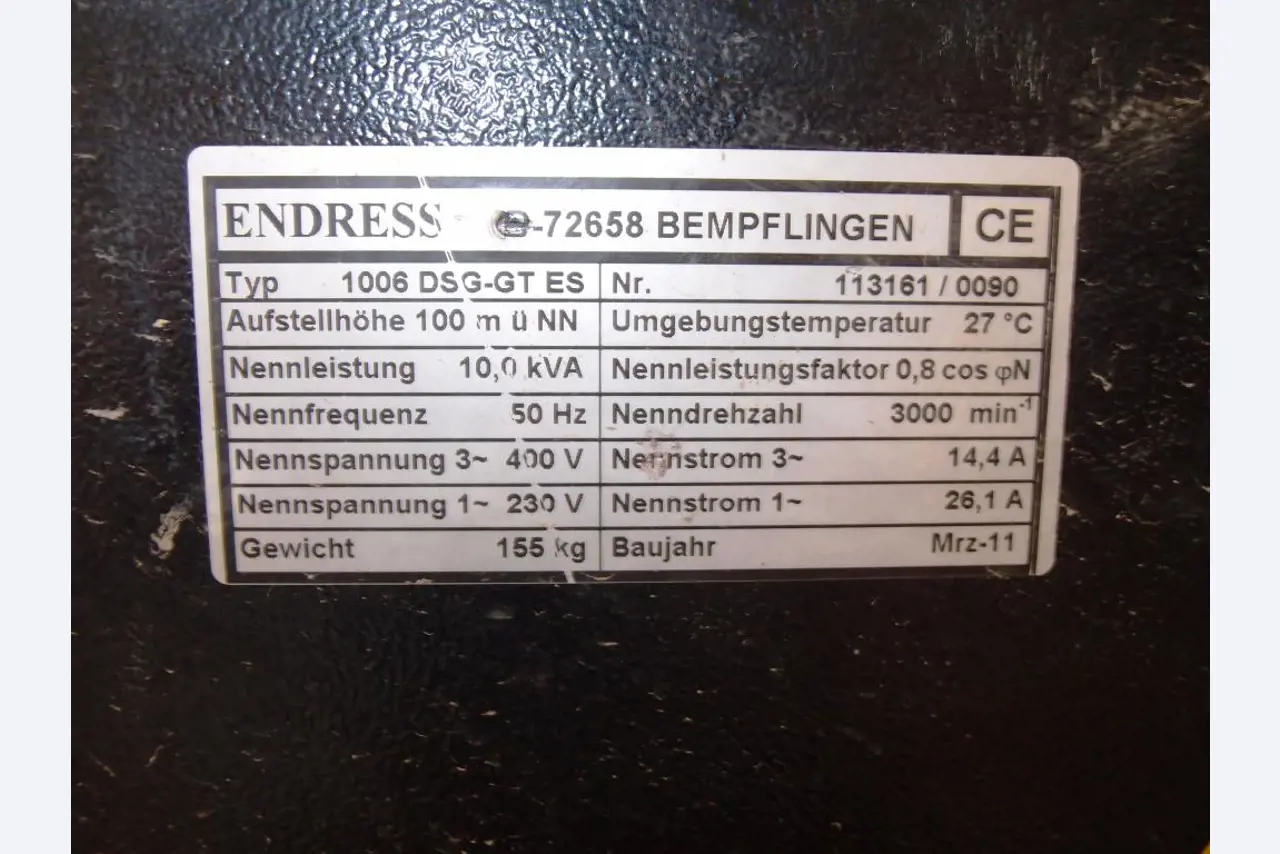 ENDRESS -72658 BEMPFLINGEN CE
Typ 1006 DSG-GT ES Nr. 113161 / 0090
Aufstellhöhe 100 m ü NN Umgebungstemperatur 27 °C
Nennleistung 10,0 kVA Nennleistungsfaktor 0,8 cos φN
Nennfrequenz 50 Hz Nenndrehzahl 3000 min⁻¹
Nennspannung 3~ 400 V Nennstrom 3~ 14,4 A
Nennspannung 1~ 230 V Nennstrom 1~ 26,1 A
Gewicht 155 kg Baujahr Mrz-11